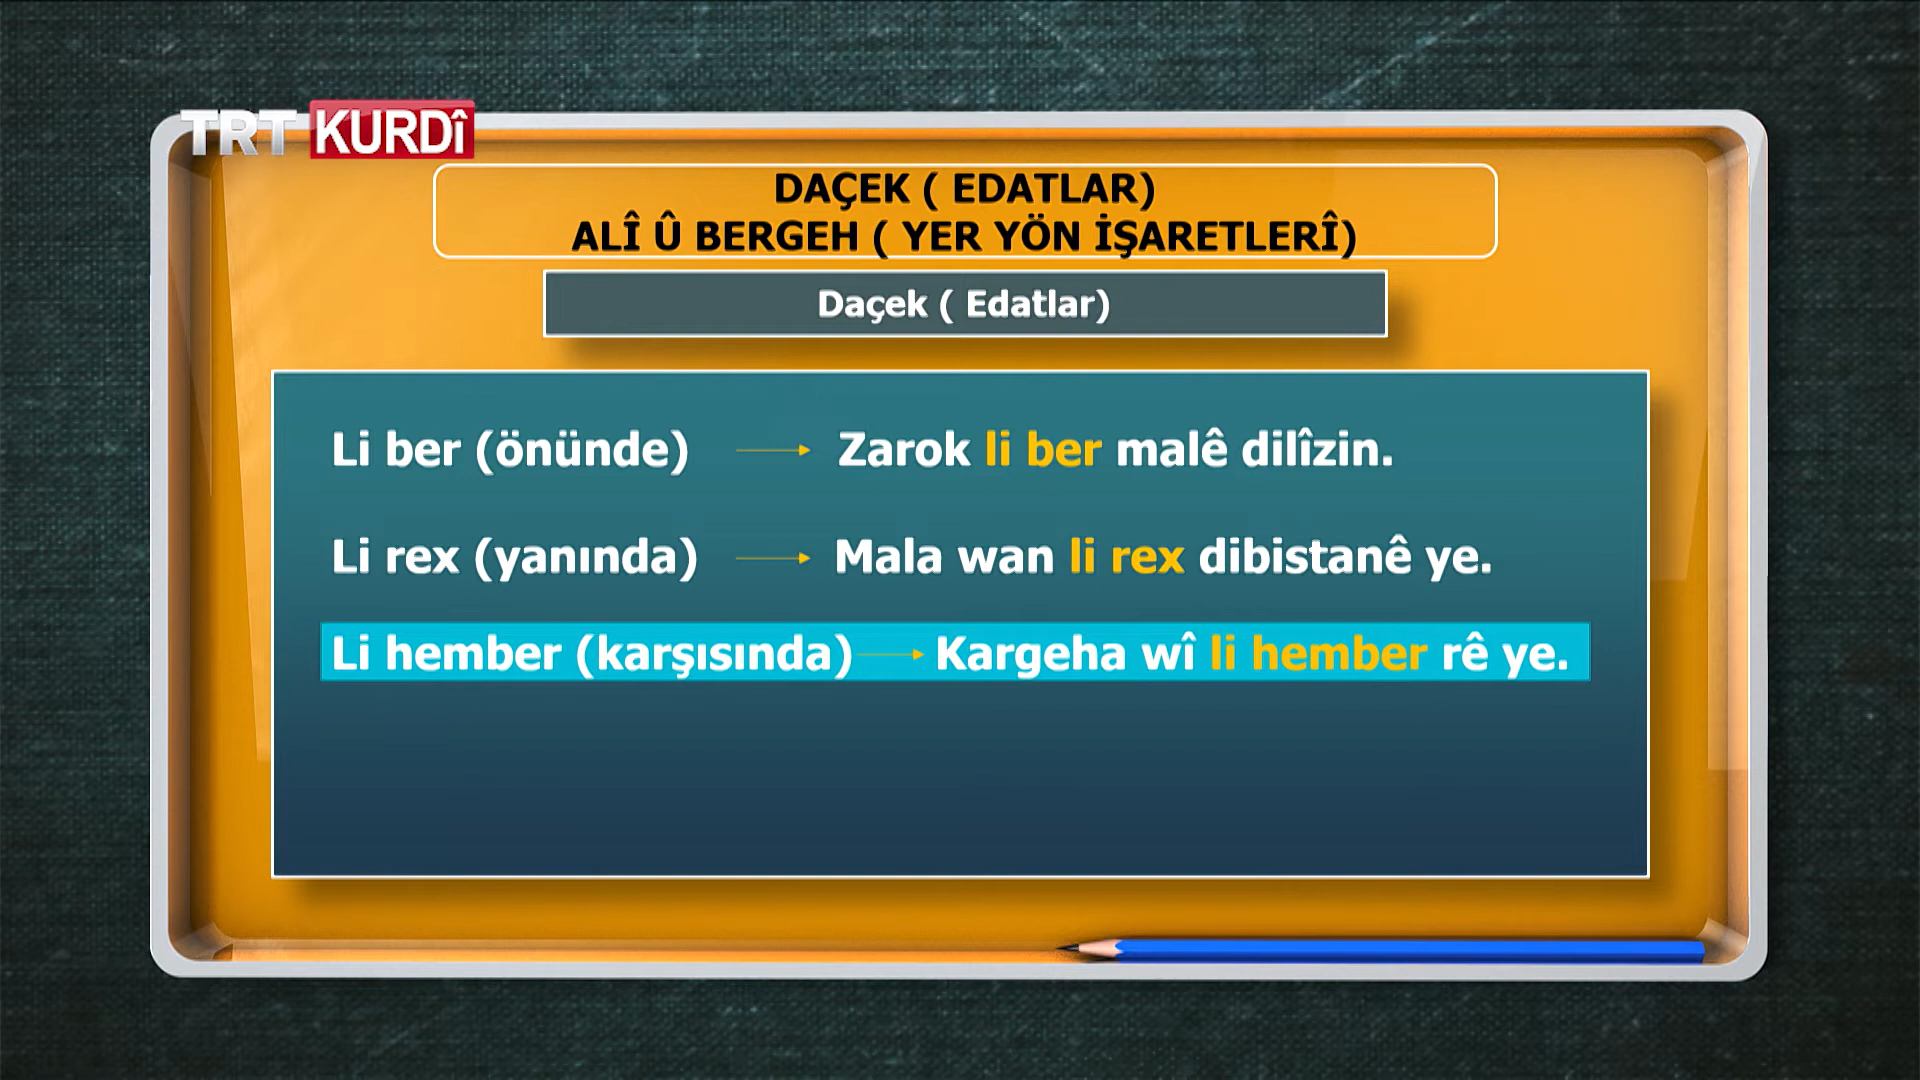 TRT KURDÎ
DAÇEK ( EDATLAR)
ALÎ Û BERGEH ( YER YÖN İŞARETLERÎ)
Daçek ( Edatlar)
Li ber (önünde) → Zarok li ber malê dilîzin.
Li rex (yanında) → Mala wan li rex dibistanê ye.
Li hember (karşısında) → Kargeha wî li hember rê ye.